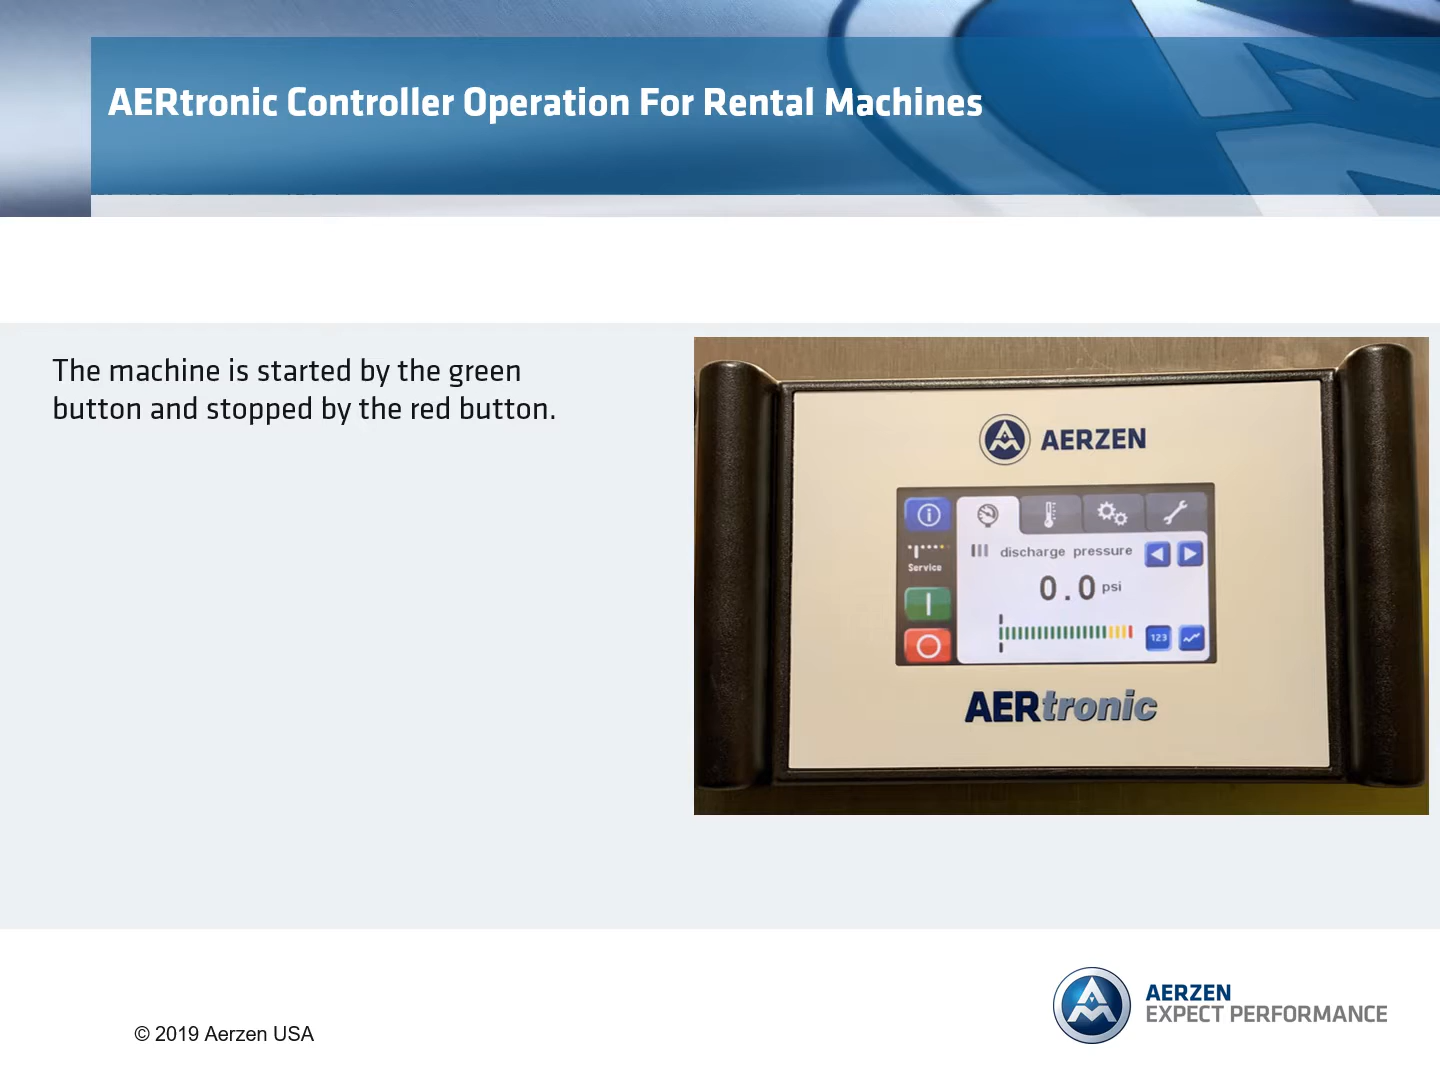 AERtronic Controller Operation For Rental Machines
The machine is started by the green
button and stopped by the red button.
AERZEN
Service
discharge pressure
0.0 psi
123
AERtronic
© 2019 Aerzen USA
AERZEN
EXPECT PERFORMANCE